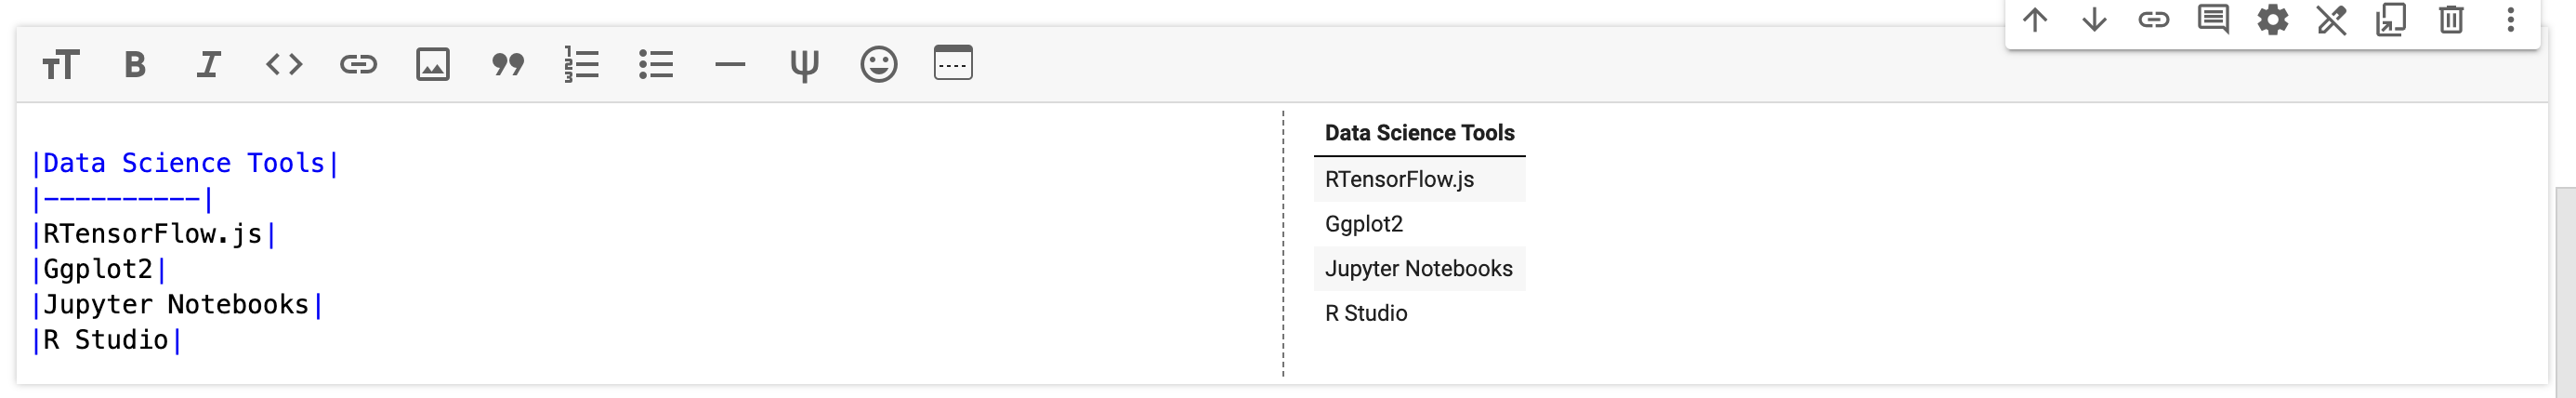 |Data Science Tools|
|----------|
|RTensorFlow.js|
|Ggplot2|
|Jupyter Notebooks|
|R Studio|
Data Science Tools
RTensorFlow.js
Ggplot2
Jupyter Notebooks
R Studio